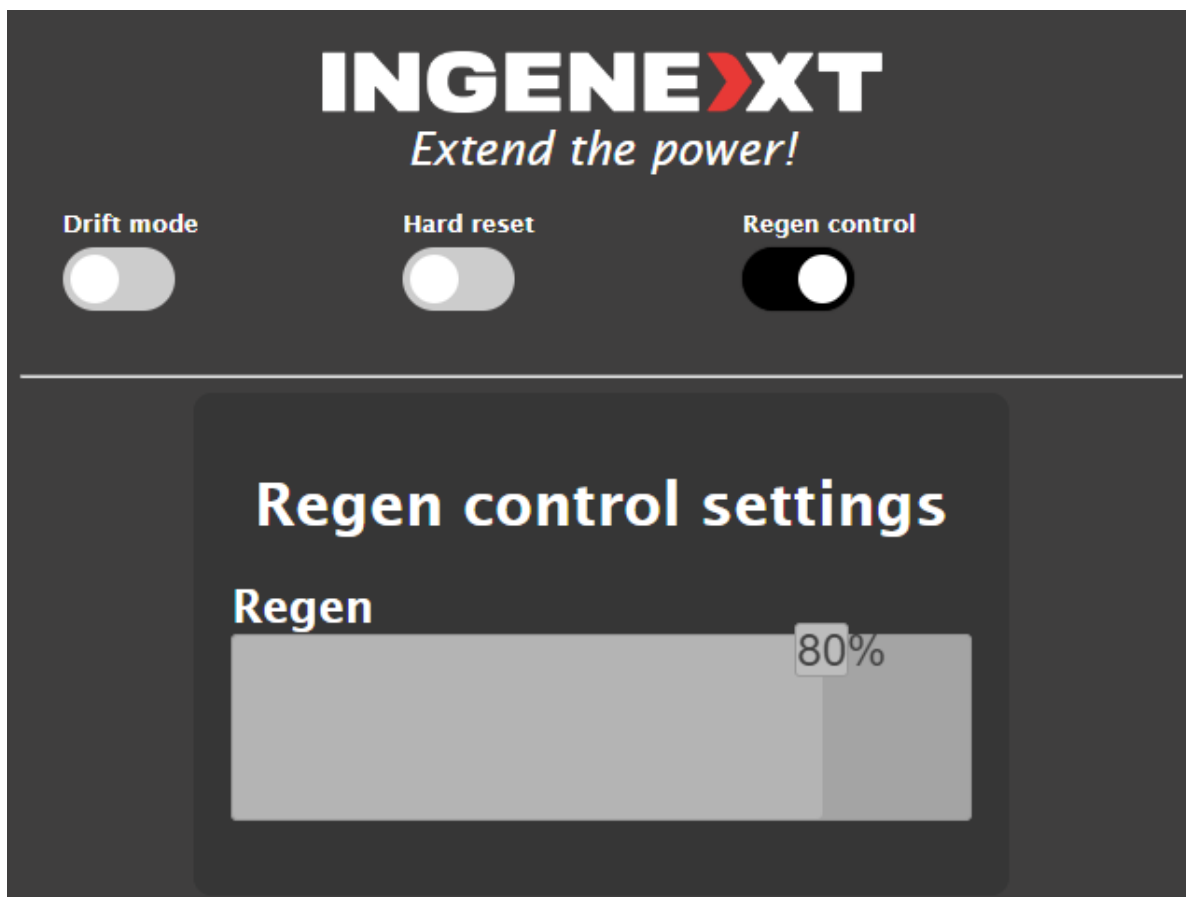 INGENEXT
Extend the power!
Drift mode Hard reset Regen control
Regen control settings
Regen
80%